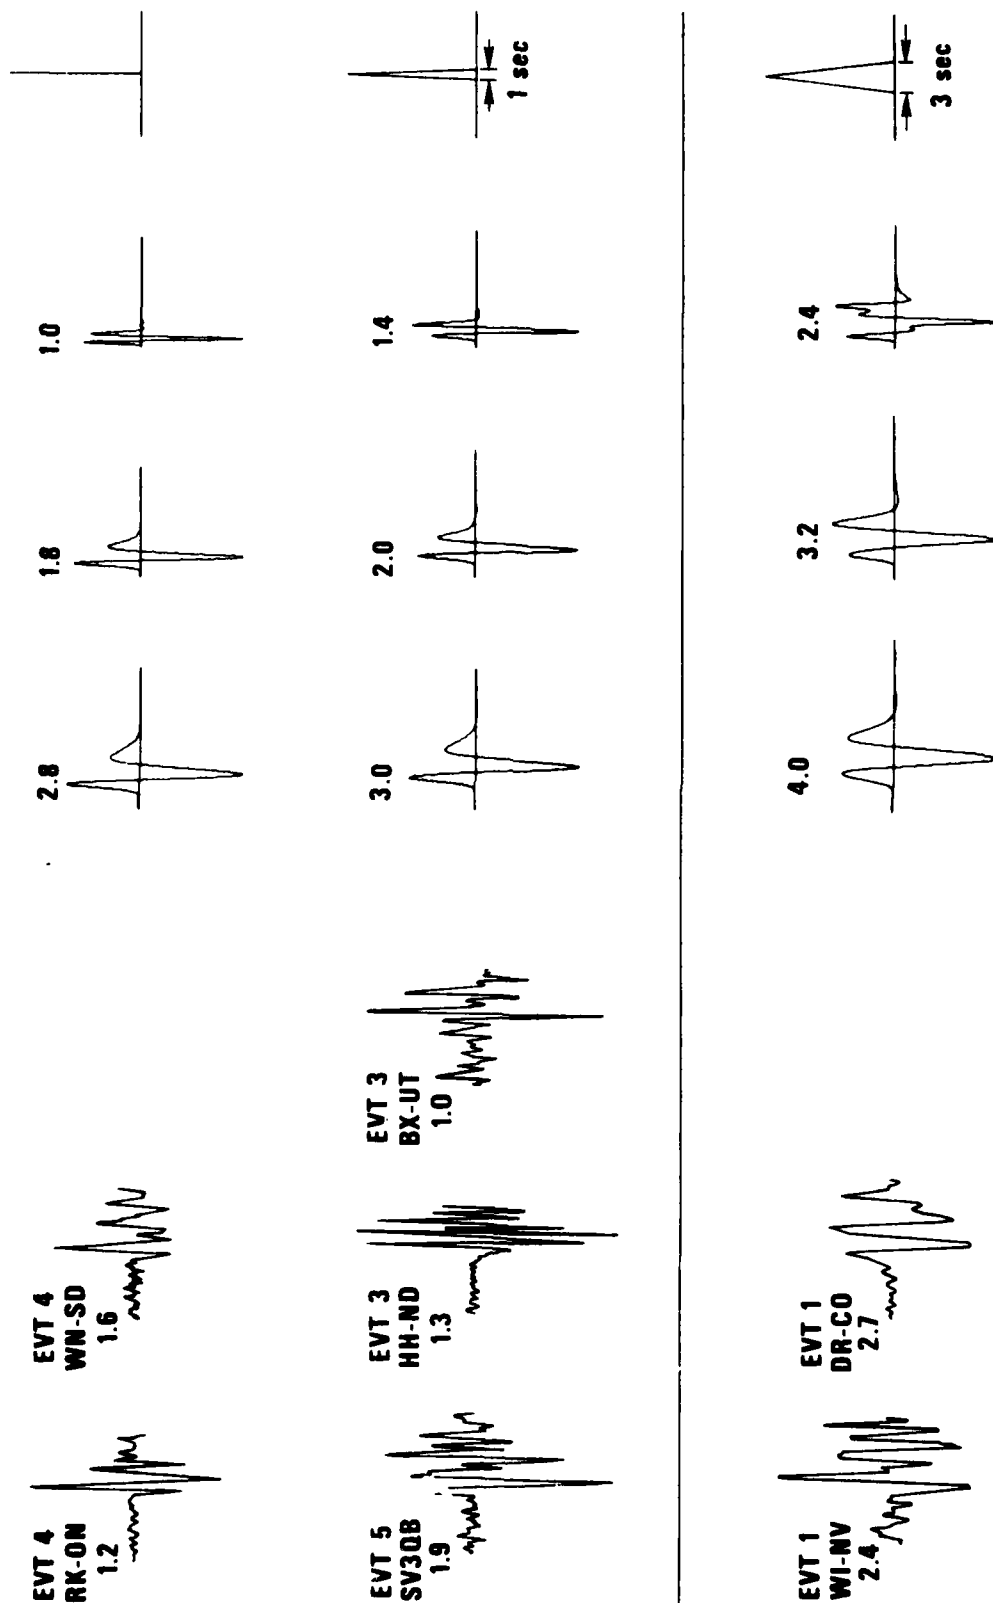 EVT 4
RK-ON
1.2
EVT 4
WN-SD
1.6
2.8
1.8
1.0
EVT 5
SV3QB
1.9
EVT 3
HH-ND
1.3
EVT 3
BX-UT
1.0
3.0
2.0
1.4
1 sec
EVT 1
WI-NV
2.4
EVT 1
DR-CO
2.7
4.0
3.2
2.4
3 sec